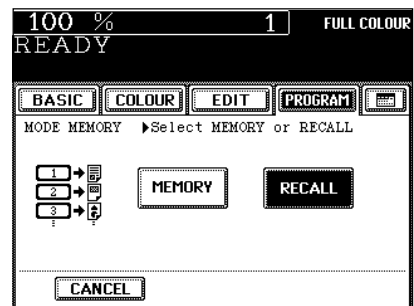 100 % 1 FULL COLOUR
READY
BASIC COLOUR EDIT PROGRAM
MODE MEMORY ▶Select MEMORY or RECALL
1
2
3
MEMORY RECALL
CANCEL